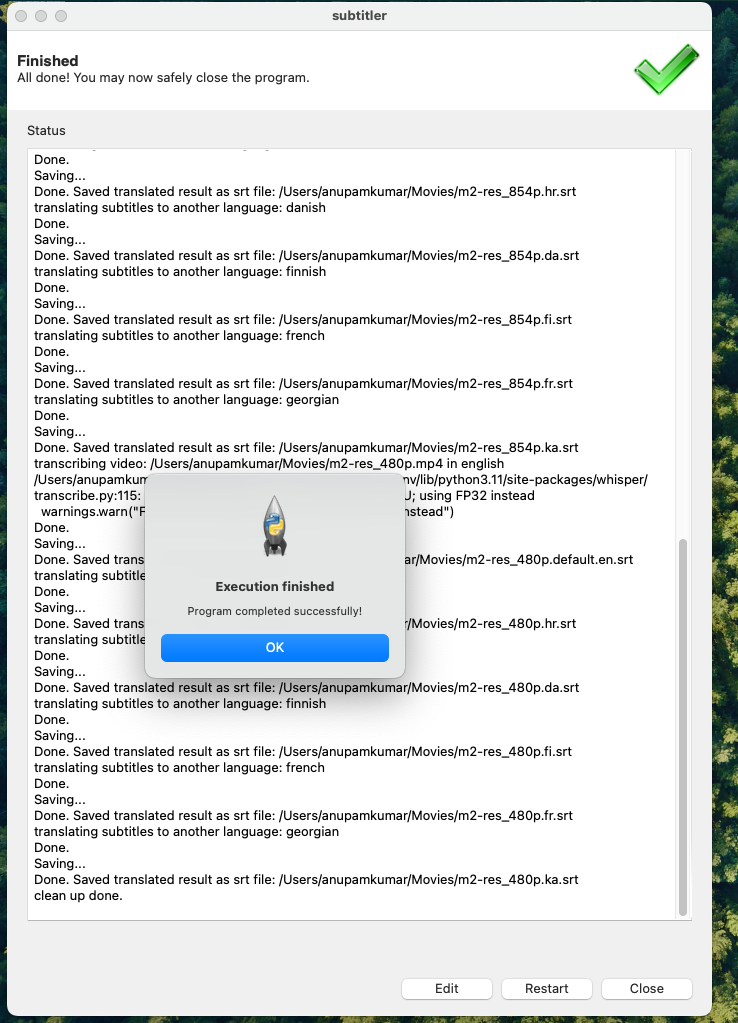 subtitler
Finished
All done! You may now safely close the program.
Status
Done.
Saving...
Done. Saved translated result as srt file: /Users/anupamkumar/Movies/m2-res_854p.hr.srt
translating subtitles to another language: danish
Done.
Saving...
Done. Saved translated result as srt file: /Users/anupamkumar/Movies/m2-res_854p.da.srt
translating subtitles to another language: finnish
Done.
Saving...
Done. Saved translated result as srt file: /Users/anupamkumar/Movies/m2-res_854p.fi.srt
translating subtitles to another language: french
Done.
Saving...
Done. Saved translated result as srt file: /Users/anupamkumar/Movies/m2-res_854p.fr.srt
translating subtitles to another language: georgian
Done.
Saving...
Done. Saved translated result as srt file: /Users/anupamkumar/Movies/m2-res_854p.ka.srt
transcribing video: /Users/anupamkumar/Movies/m2-res_480p.mp4 in english
/Users/anupamkum nv/lib/python3.11/site-packages/whisper/
transcribe.py:115: U; using FP32 instead
warnings.warn("F instead")
Done.
Saving...
Done. Saved trans ar/Movies/m2-res_480p.default.en.srt
translating subtitle
Done.
Saving...
Done. Saved trans /Movies/m2-res_480p.hr.srt
translating subtitle
Done.
Saving...
Done. Saved translated result as srt file: /Users/anupamkumar/Movies/m2-res_480p.da.srt
translating subtitles to another language: finnish
Done.
Saving...
Done. Saved translated result as srt file: /Users/anupamkumar/Movies/m2-res_480p.fi.srt
translating subtitles to another language: french
Done.
Saving...
Done. Saved translated result as srt file: /Users/anupamkumar/Movies/m2-res_480p.fr.srt
translating subtitles to another language: georgian
Done.
Saving...
Done. Saved translated result as srt file: /Users/anupamkumar/Movies/m2-res_480p.ka.srt
clean up done.
Execution finished
Program completed successfully!
OK
Edit
Restart
Close